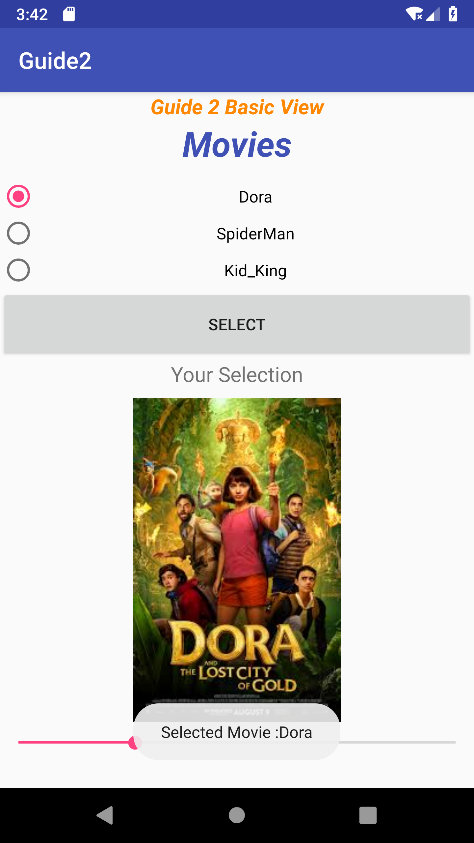 3:42
Guide2
Guide 2 Basic View
Movies
Dora
SpiderMan
Kid_King
SELECT
Your Selection
DORA
AND
THE LOST CITY
OF GOLD
Selected Movie :Dora